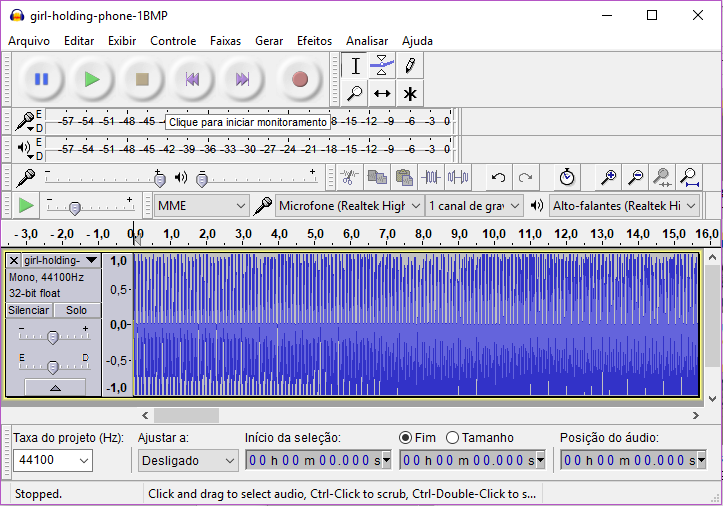 girl-holding-phone-1BMP
Arquivo Editar Exibir Controle Faixas Gerar Efeitos Analisar Ajuda
E D -57 -54 -51 -48 -45 -4 Clique para iniciar monitoramento 8 -15 -12 -9 -6 -3 0
E D -57 -54 -51 -48 -45 -42 -39 -36 -33 -30 -27 -24 -21 -18 -15 -12 -9 -6 -3 0
MME Microfone (Realtek High 1 canal de grav Alto-falantes (Realtek Hi
- 3,0 - 2,0 - 1,0 0,0 1,0 2,0 3,0 4,0 5,0 6,0 7,0 8,0 9,0 10,0 11,0 12,0 13,0 14,0 15,0 16,0
girl-holding- 1,0
Mono, 44100Hz
32-bit float 0,5-
Silenciar Solo
0,0-
E D -0,5-
-1,0
Taxa do projeto (Hz): Ajustar a: Início da seleção: Fim Tamanho Posição do áudio:
44100 Desligado 00 h 00 m 00.000 s 00 h 00 m 00.000 s 00 h 00 m 00.000 s
Stopped. Click and drag to select audio, Ctrl-Click to scrub, Ctrl-Double-Click to s...